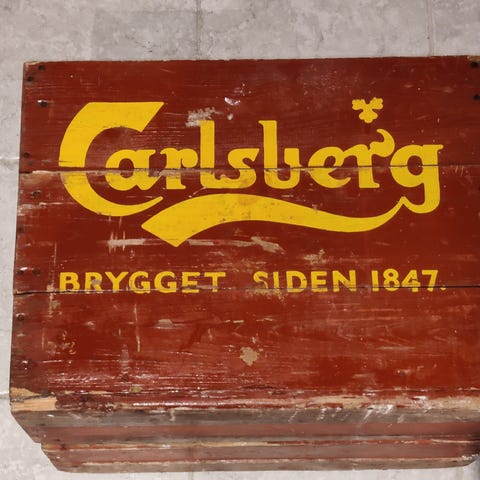 Carlsberg
BRYGGET SIDEN 1847.